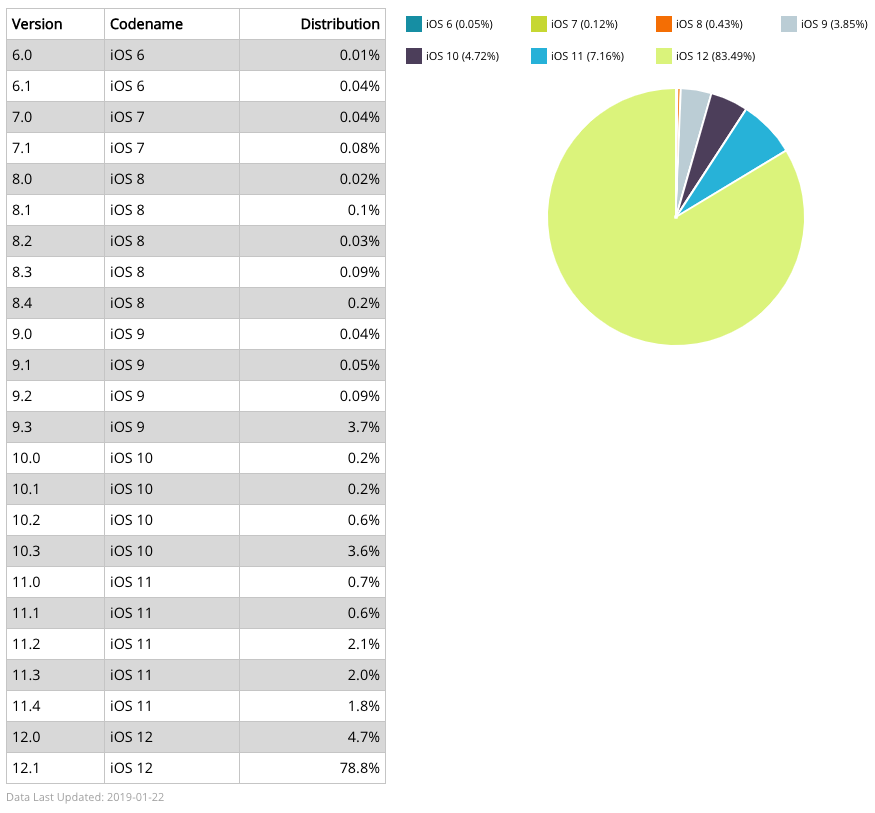 Version Codename Distribution
6.0 iOS 6 0.01%
6.1 iOS 6 0.04%
7.0 iOS 7 0.04%
7.1 iOS 7 0.08%
8.0 iOS 8 0.02%
8.1 iOS 8 0.1%
8.2 iOS 8 0.03%
8.3 iOS 8 0.09%
8.4 iOS 8 0.2%
9.0 iOS 9 0.04%
9.1 iOS 9 0.05%
9.2 iOS 9 0.09%
9.3 iOS 9 3.7%
10.0 iOS 10 0.2%
10.1 iOS 10 0.2%
10.2 iOS 10 0.6%
10.3 iOS 10 3.6%
11.0 iOS 11 0.7%
11.1 iOS 11 0.6%
11.2 iOS 11 2.1%
11.3 iOS 11 2.0%
11.4 iOS 11 1.8%
12.0 iOS 12 4.7%
12.1 iOS 12 78.8%
Data Last Updated: 2019-01-22
iOS 6 (0.05%) iOS 7 (0.12%) iOS 8 (0.43%) iOS 9 (3.85%)
iOS 10 (4.72%) iOS 11 (7.16%) iOS 12 (83.49%)